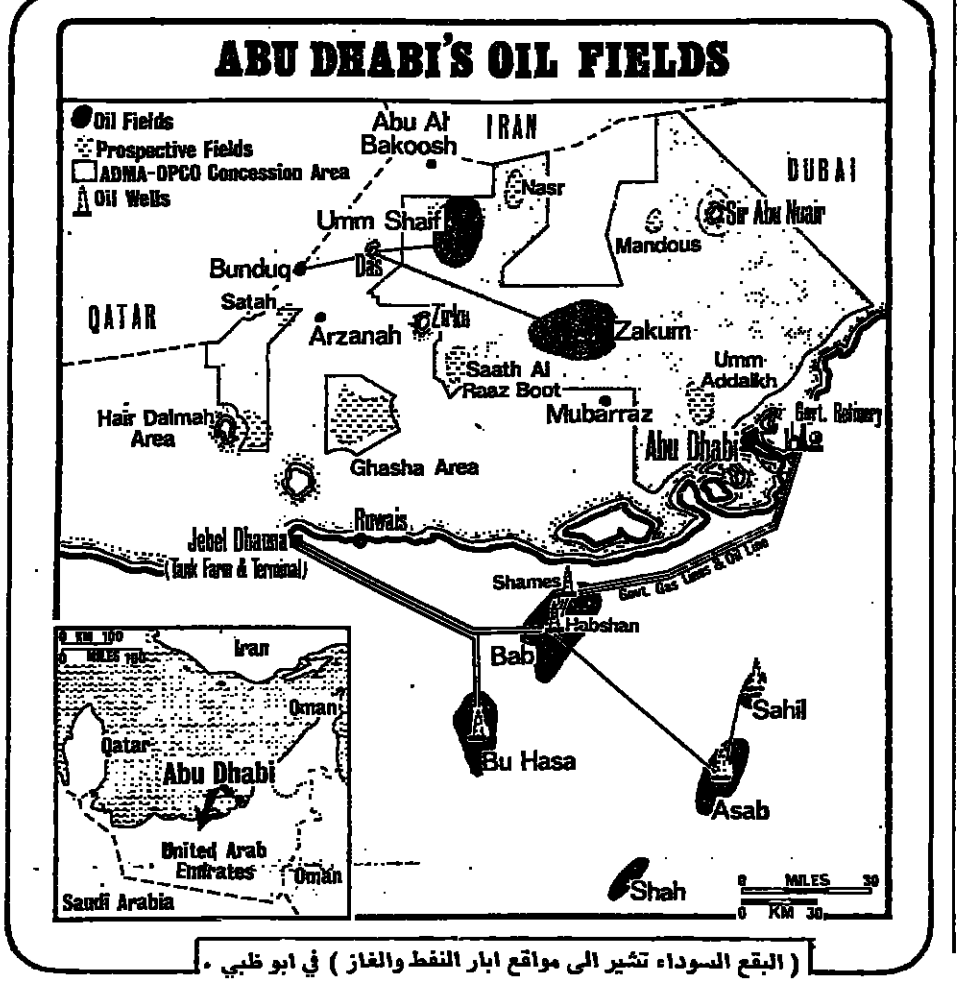 ABU DHABI'S OIL FIELDS
Oil Fields
Prospective Fields
ADMA-OPCO Concession Area
Oil Wells
Abu Al
Bakoosh
IRAN
DUBAI
Nasr
Umm Shaif
Sir Abu Nuair
Mandous
Das
Bunduq
Satah
QATAR
Arzanah
Zirku
Zakum
Saath Al
Raaz Boot
Umm
Addalkh
Mubarraz
Hair Dalmah
Area
Govt. Refinery
Abu Dhabi
Ghasha Area
Ruwais
Jebel Dhanna
(Tank Farm & Terminal)
Shames
Govt. Gas Lines & Oil Line
Habshan
Bab
Sahil
Bu Hasa
Asab
Shah
0 MILES 30
0 KM 30
0 KM 100
0 MILES 100
Iran
Oman
Qatar
Abu Dhabi
United Arab
Emirates
Oman
Saudi Arabia
( البقع السوداء تشير الى مواقع ابار النفط والغاز ) في ابو ظبي .